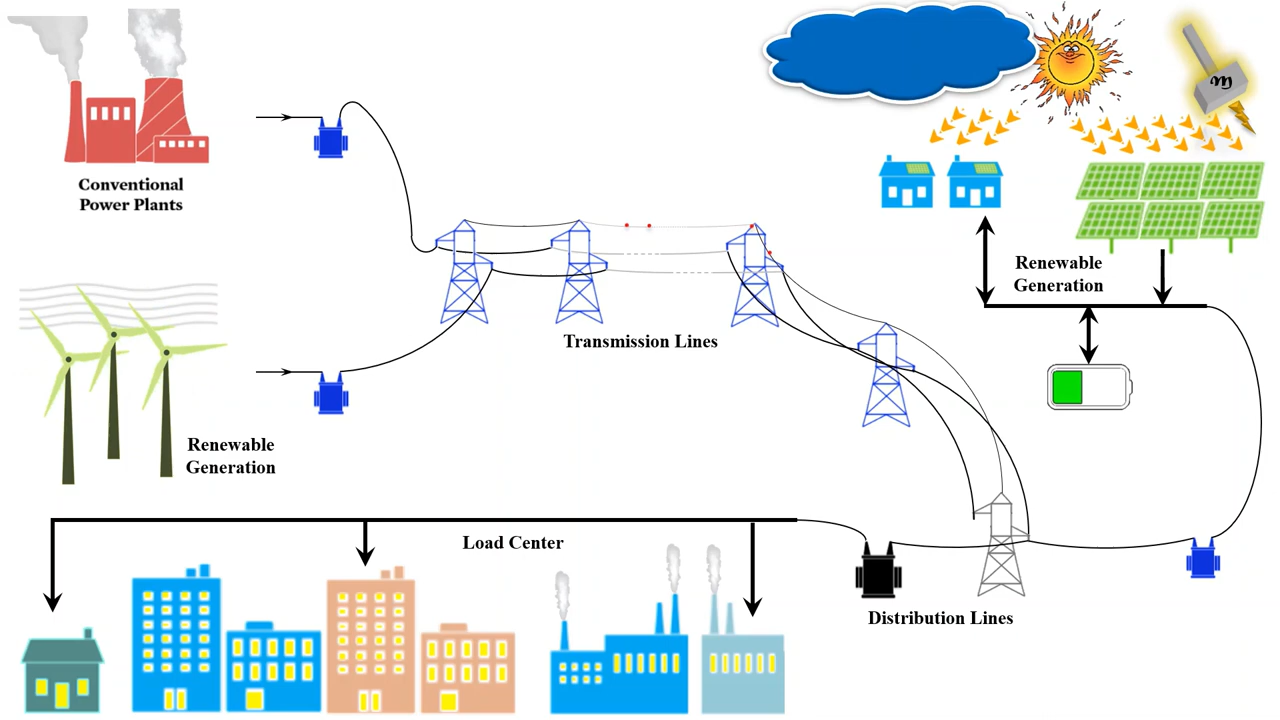 Conventional
Power Plants
Renewable
Generation
Transmission Lines
Renewable
Generation
Load Center
Distribution Lines
m